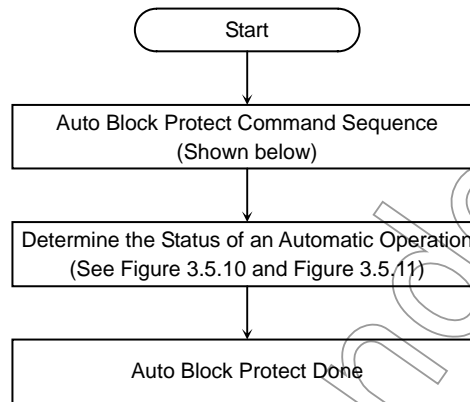 Start
Auto Block Protect Command Sequence
(Shown below)
Determine the Status of an Automatic Operation
(See Figure 3.5.10 and Figure 3.5.11)
Auto Block Protect Done